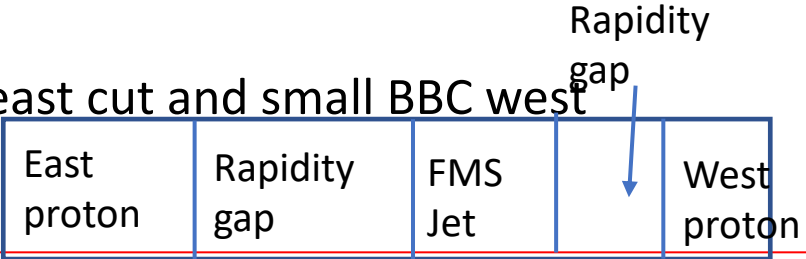 Rapidity
gap
east cut and small BBC west
East
proton
Rapidity
gap
FMS
Jet
West
proton